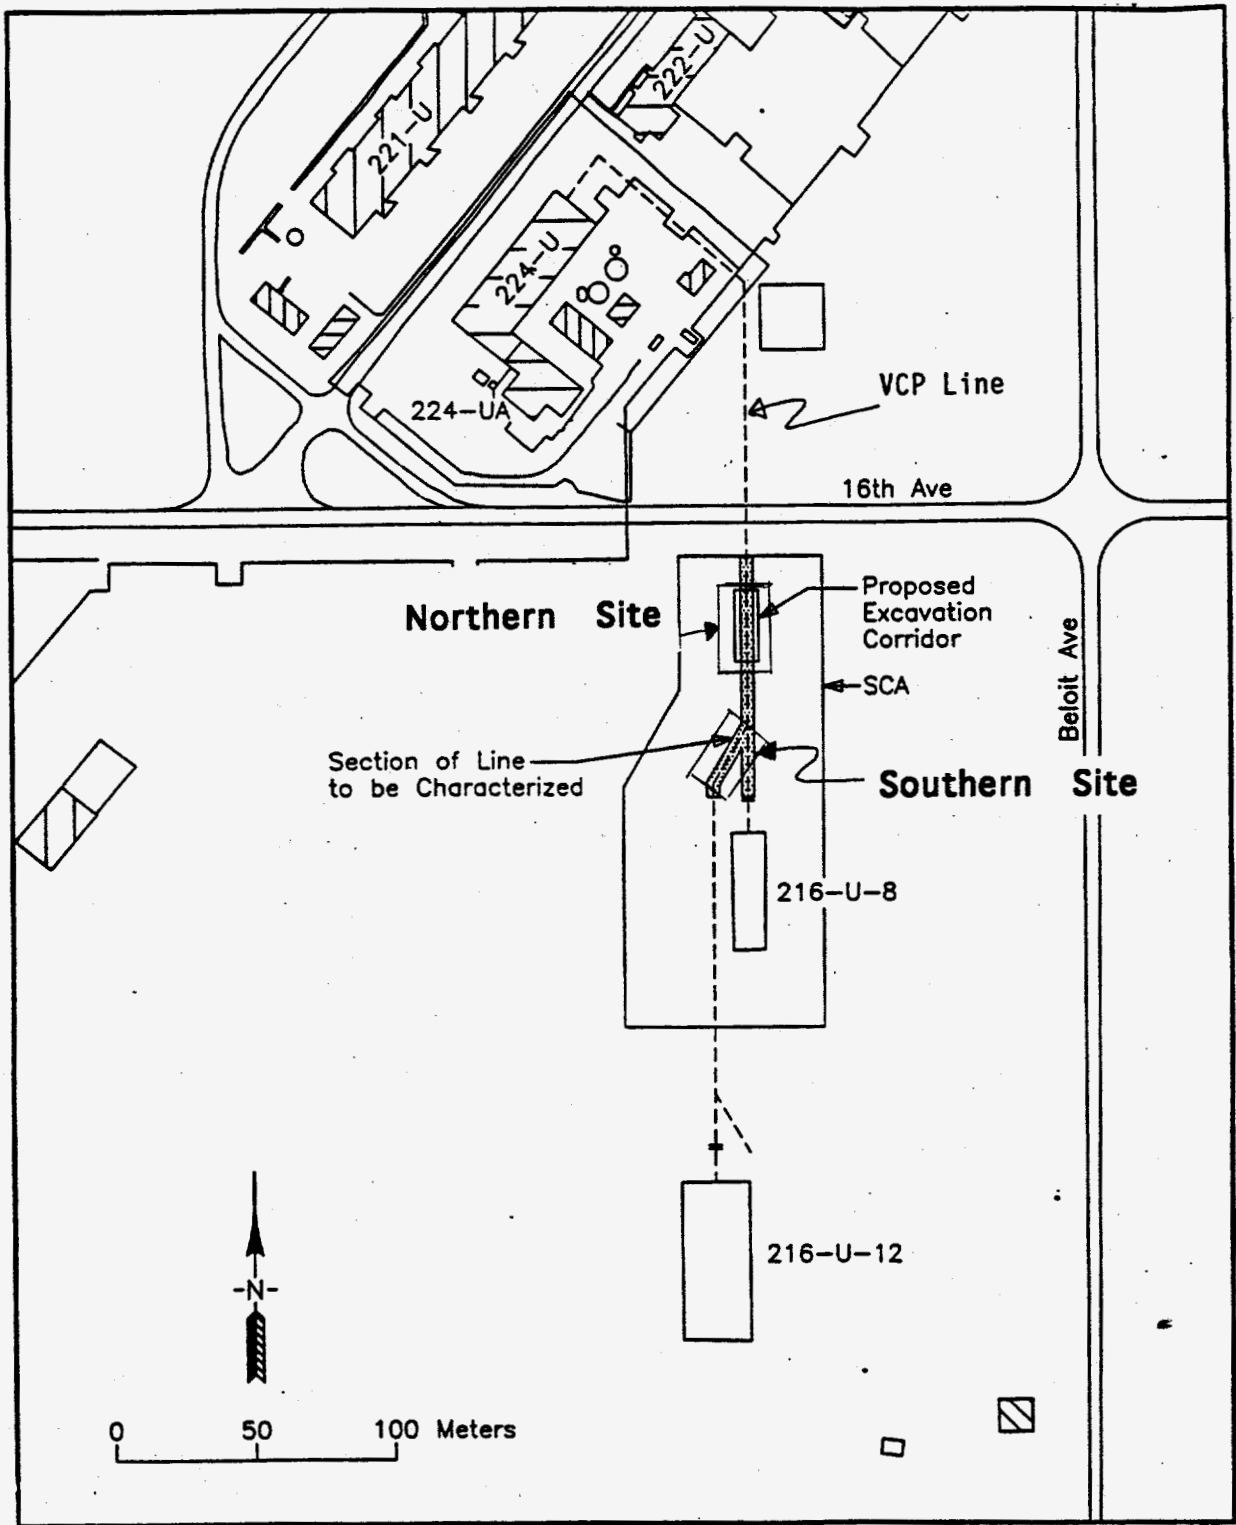 222-U
221-U
224-U
224-UA
VCP Line
16th Ave
Northern Site
Proposed
Excavation
Corridor
Beloit Ave
SCA
Section of Line
to be Characterized
Southern Site
216-U-8
216-U-12
-N-
0 50 100 Meters